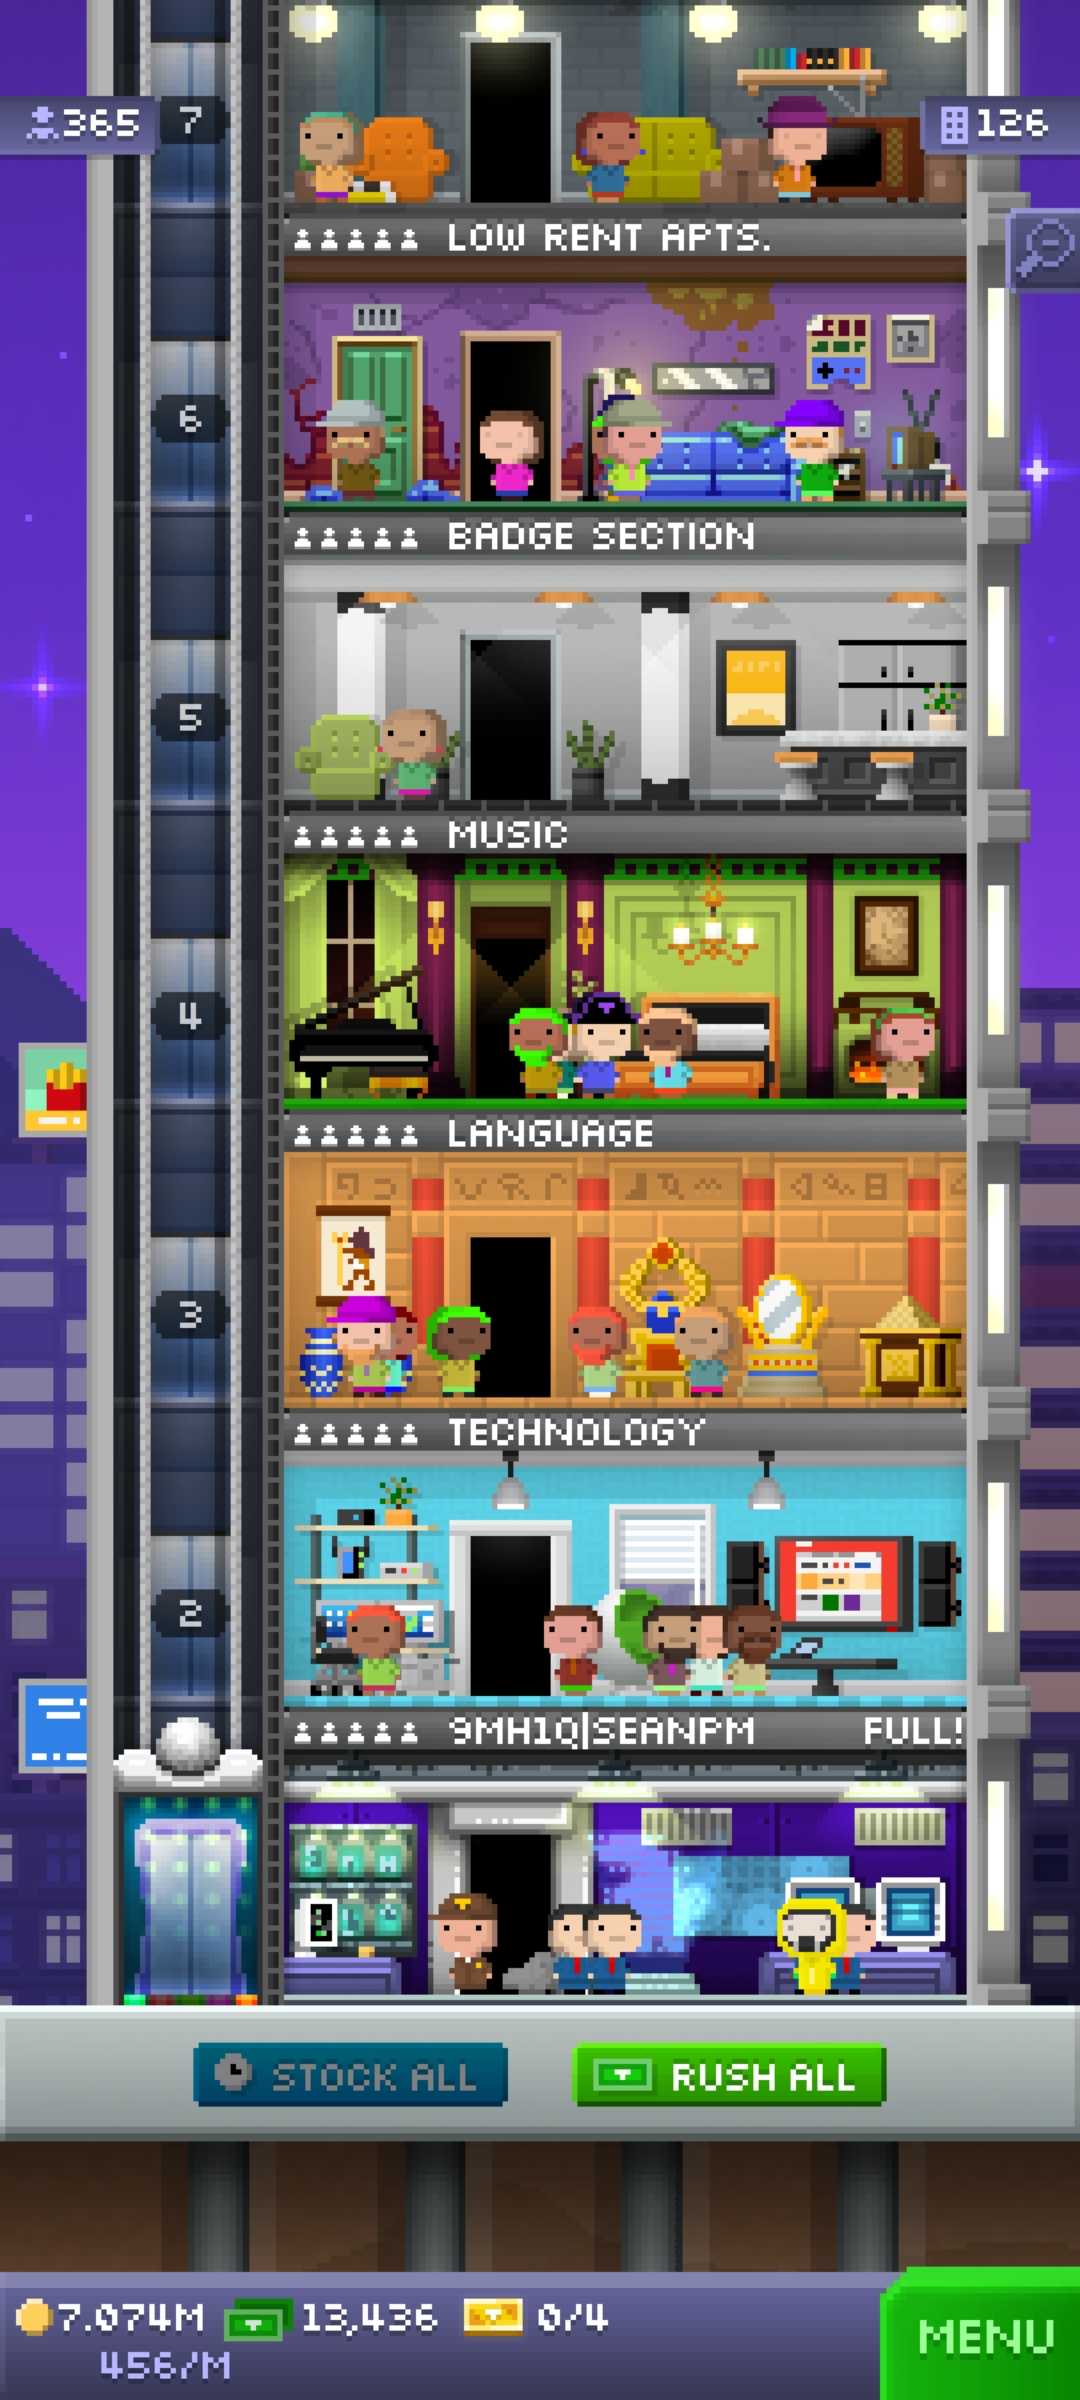 365
7
126
LOW RENT APTS.
6
BADGE SECTION
5
MUSIC
4
LANGUAGE
3
TECHNOLOGY
2
9MH1Q|SEANPM FULL!
STOCK ALL
RUSH ALL
7.074M 13,436 0/4
456/M
MENU